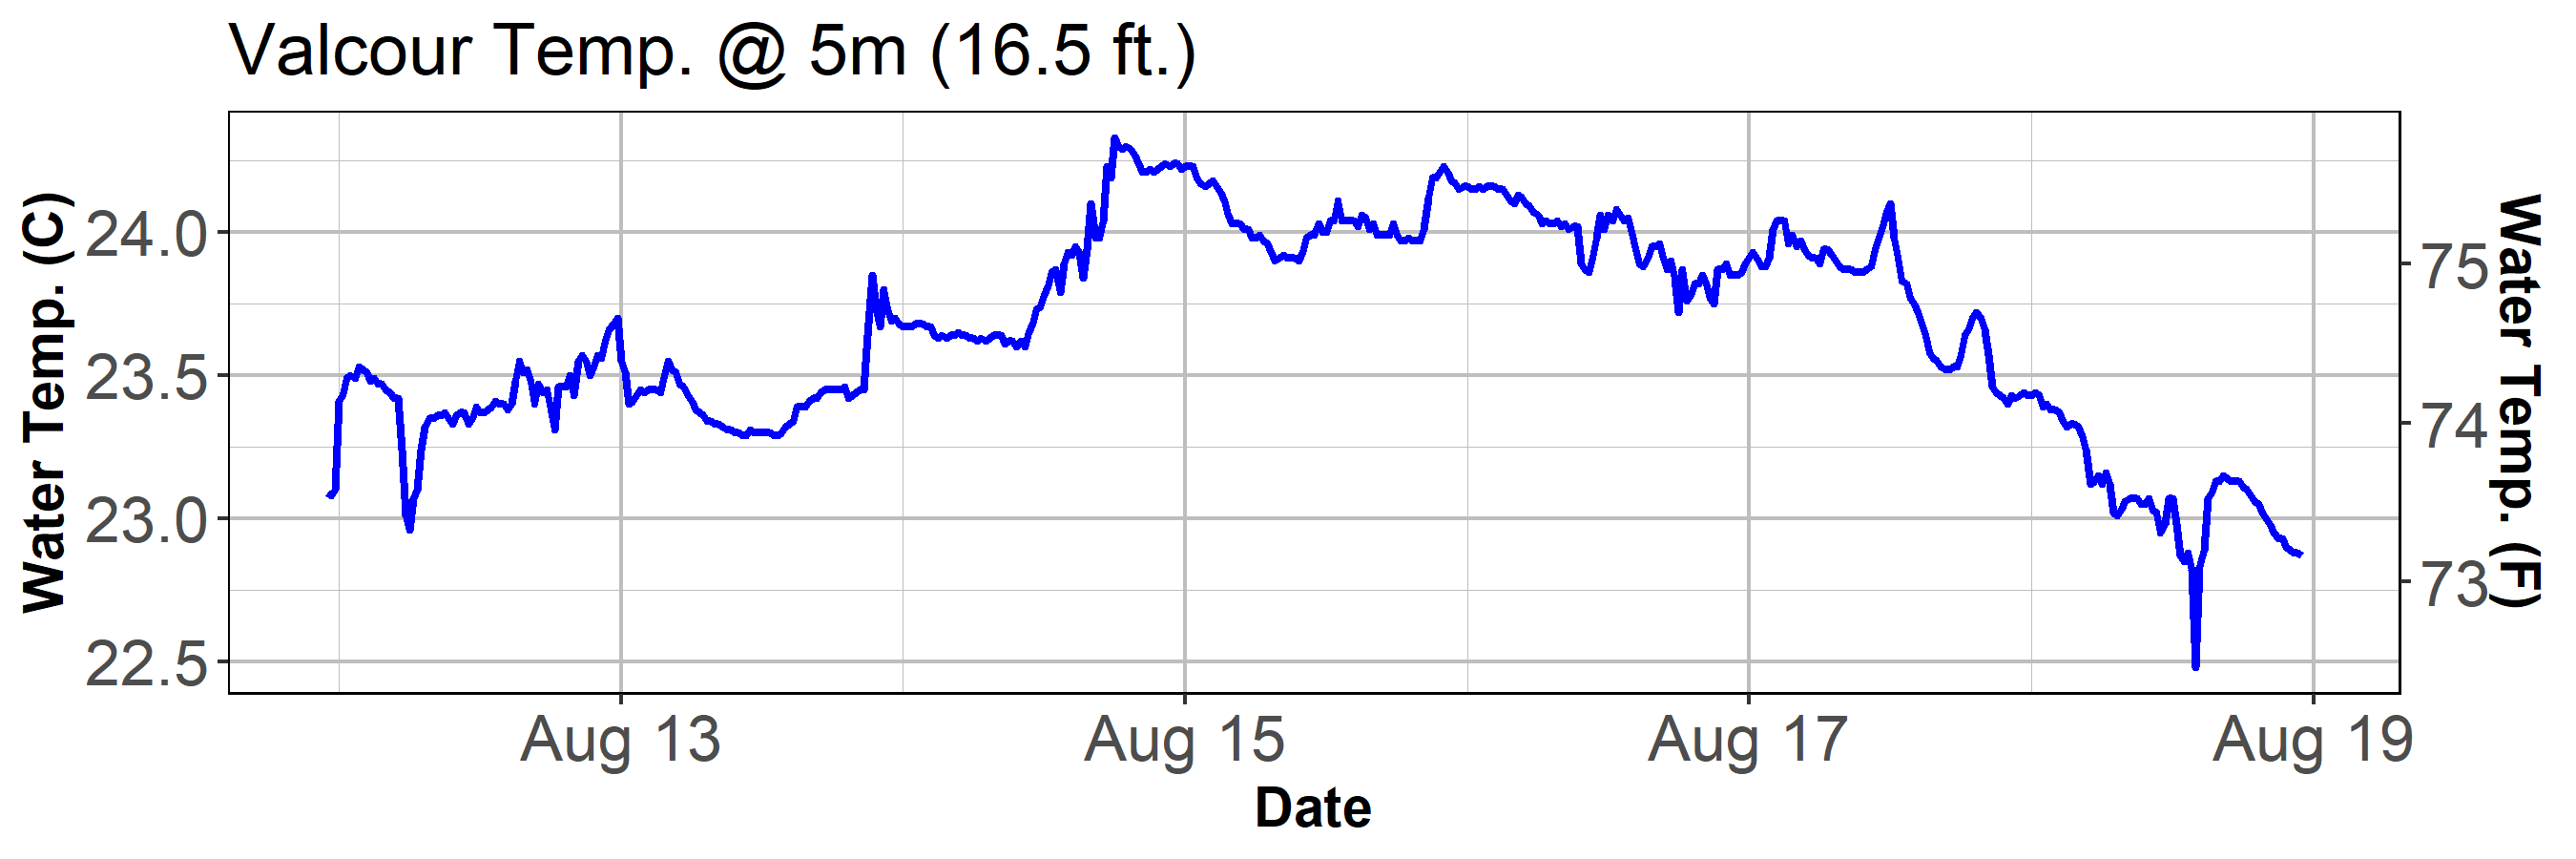 Valcour Temp. @ 5m (16.5 ft.)
Water Temp. (C)
24.0
23.5
23.0
22.5
75
74
73
Water Temp. (F)
Aug 13
Aug 15
Aug 17
Aug 19
Date